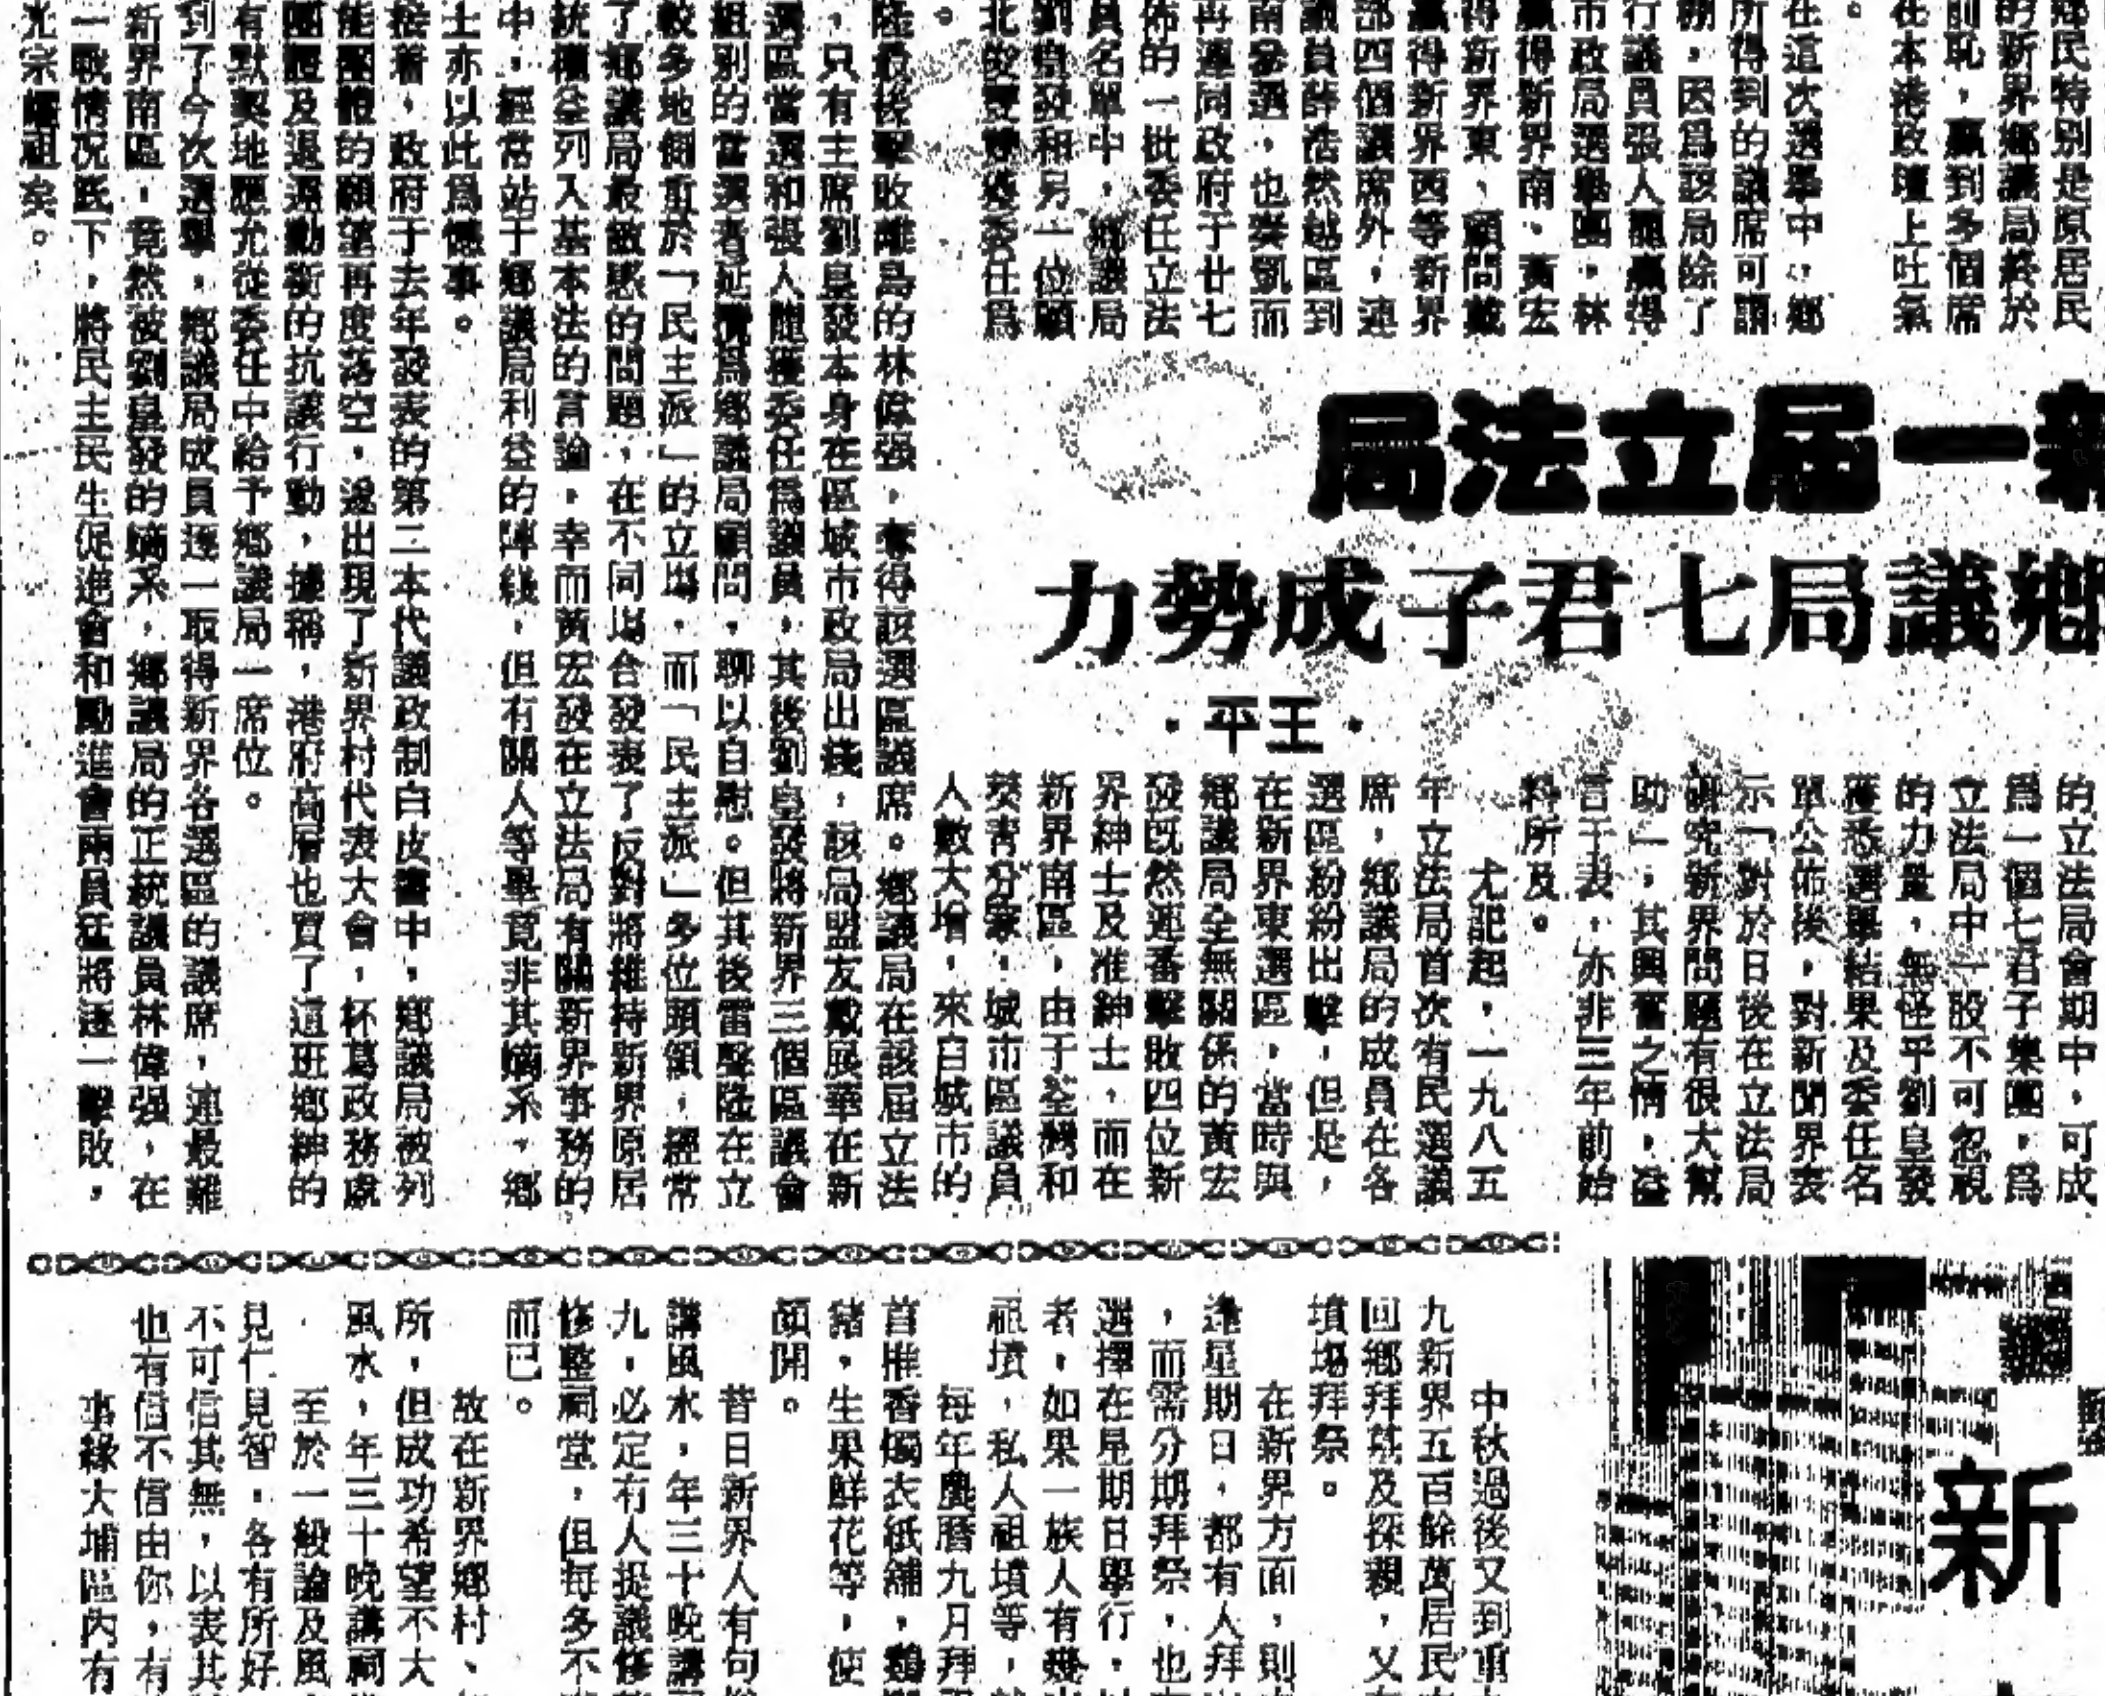 鄉民特別是原居民
的新界鄉議局終於
前恥，贏到多個席
在本港政壇上吐氣
。
在這次選舉中，鄉
所得到的議席可謂
棚，因爲該局除了
行議員張人龍贏得
市政局選舉團，林
贏得新界南、黃宏
得新界東、顧問戴
贏得新界西等新界
部四個議席外，連
議員薛浩然越區到
南參選，也奏凱而
再連同政府于廿七
佈的一批委任立法
員名單中，鄉議局
劉皇發和另一位顧
雙雙獲委任爲
。
新一屆立法局
鄉議局七君子成勢力
・王平・
的立法局會期中，可成
爲一個七君子集團，爲
立法局中一股不可忽視
的力量，無怪乎劉皇發
獲悉選舉結果及委任名
單公佈後，對新聞界表
示「對於日後在立法局
研究新界問題有很大幫
助」，其興奮之情，溢
言于表，亦非三年前始
料所及。
尤記起，一九八五
年立法局首次有民選議
席，鄉議局的成員在各
選區紛紛出擊，但是，
在新界東選區，當時與
鄉議局全無關係的黃宏
發既然連番擊敗四位新
界紳士及准紳士，而在
新界南區，由于荃灣和
葵青分家，城市區議員
人數大增，來自城市的
陸最後擊敗離島的林偉强，奪得該選區議席。鄉議局在該屆立法
，只有主席劉皇發本身在區域市政局出綫，該局盟友戴展華在新
選區當選和張人龍獲委任爲議員，其後劉皇發將新界三個區議會
組別的當選者延攬爲鄉議局顧問，聊以自慰。但其後雷聲陸在立
較多地側重於「民主派」的立場，而「民主派」多位頭領，經常
了鄉議局最敏感的問題，在不同場合發表了反對將維持新界原居
統權益列入基本法的言論，幸而黃宏發在立法局有關新界事務的
中，經常站于鄉議局利益的陣綫，但有關人等畢竟非其嫡系，鄉
士亦以此爲憾事。
接着，政府于去年發表的第二本代議政制白皮書中，鄉議局被列
能團體的願望再度落空，遂出現了新界村代表大會，杯葛政務處
團體及退還勳銜的抗議行動，據稱，港府高層也買了這班鄉紳的
有默契地應允從委任中給予鄉議局一席位。
到了今次選舉，鄉議局成員逐一取得新界各選區的議席，連最難
新界南區，竟然被劉皇發的嫡系，鄉議局的正統議員林偉强，在
一戰情况底下，將民主民生促進會和勵進會兩員猛將逐一擊敗，
光宗耀祖矣。
新
中秋過後又到重
九新界五百餘萬居民
回鄉拜墓及探親，又
墳場拜祭。
在新界方面，則
逢星期日，都有人拜
，而需分期拜祭，也
選擇在星期日舉行，
者，如果一族人有幾
祖墳，私人祖墳等，
每年農曆九月拜
首推香燭衣紙舖，
豬，生果鮮花等，使
顏開。
昔日新界人有句
講風水，年三十晚講
九，必定有人提議修
修整祠堂，但每多不
而已。
故在新界鄉村、
所，但成功希望不大
風水，年三十晚講祠
至於一般論及風
見仁見智，各有所好
不可信其無，以表其
也有信不信由你，有
事緣大埔區內有